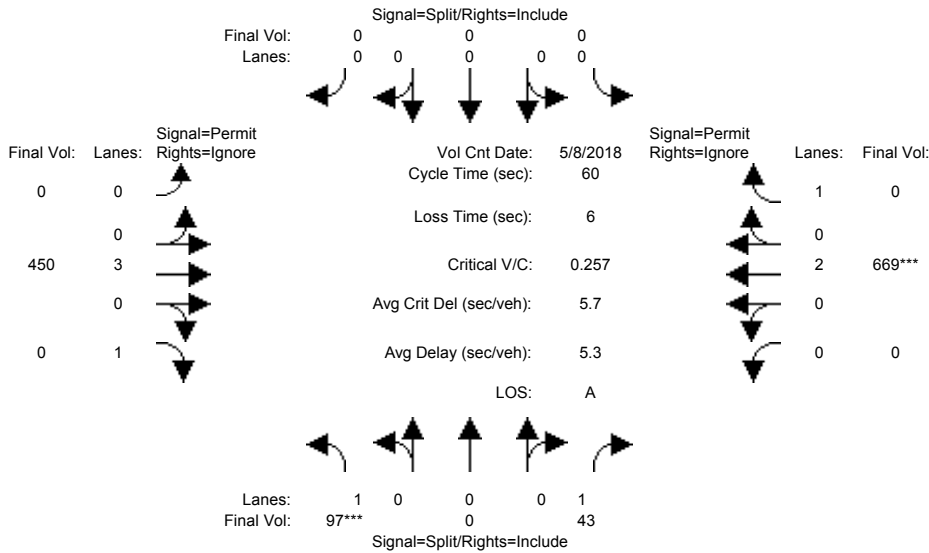 Signal=Split/Rights=Include
Final Vol: 0 0 0
Lanes: 0 0 0 0 0
Signal=Permit Signal=Permit
Final Vol: Lanes: Rights=Ignore Vol Cnt Date: 5/8/2018 Rights=Ignore Lanes: Final Vol:
Cycle Time (sec): 60
0 0 1 0
Loss Time (sec): 6
0 0
450 3 Critical V/C: 0.257 2 669***
0 Avg Crit Del (sec/veh): 5.7 0
0 1 Avg Delay (sec/veh): 5.3 0 0
LOS: A
Lanes: 1 0 0 0 1
Final Vol: 97*** 0 43
Signal=Split/Rights=Include